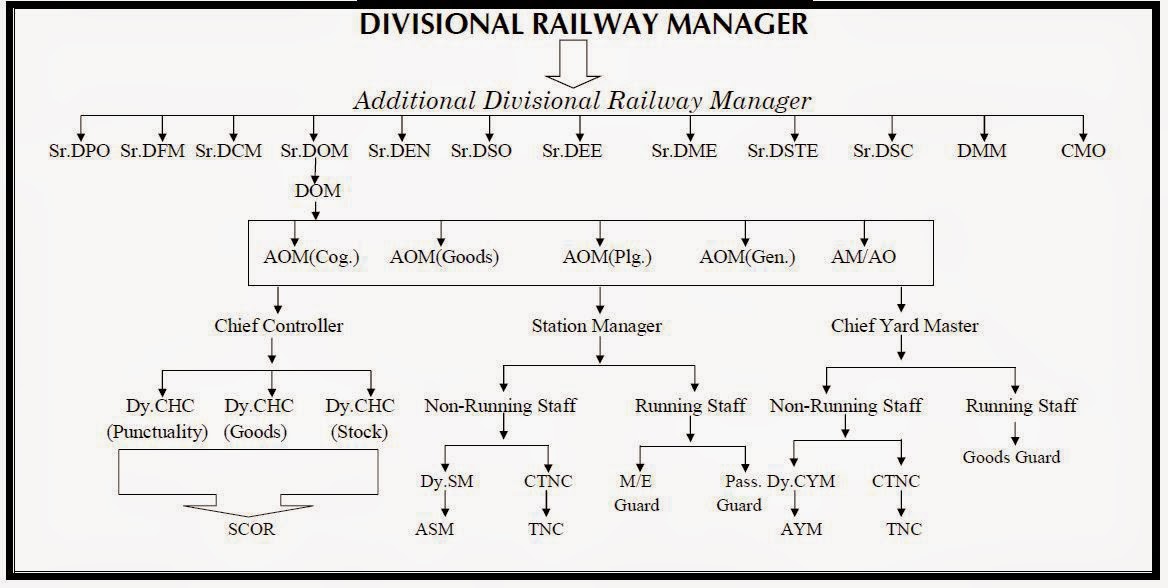 DIVISIONAL RAILWAY MANAGER
Additional Divisional Railway Manager
Sr.DPO Sr.DFM Sr.DCM Sr.DOM Sr.DEN Sr.DSO Sr.DEE Sr.DME Sr.DSTE Sr.DSC DMM CMO
DOM
AOM(Cog.) AOM(Goods) AOM(Plg.) AOM(Gen.) AM/AO
Chief Controller Station Manager Chief Yard Master
Dy.CHC Dy.CHC Dy.CHC Non-Running Staff Running Staff Non-Running Staff Running Staff
(Punctuality) (Goods) (Stock)
Goods Guard
Dy.SM CTNC M/E Pass. Dy.CYM CTNC
Guard Guard
SCOR ASM TNC AYM TNC